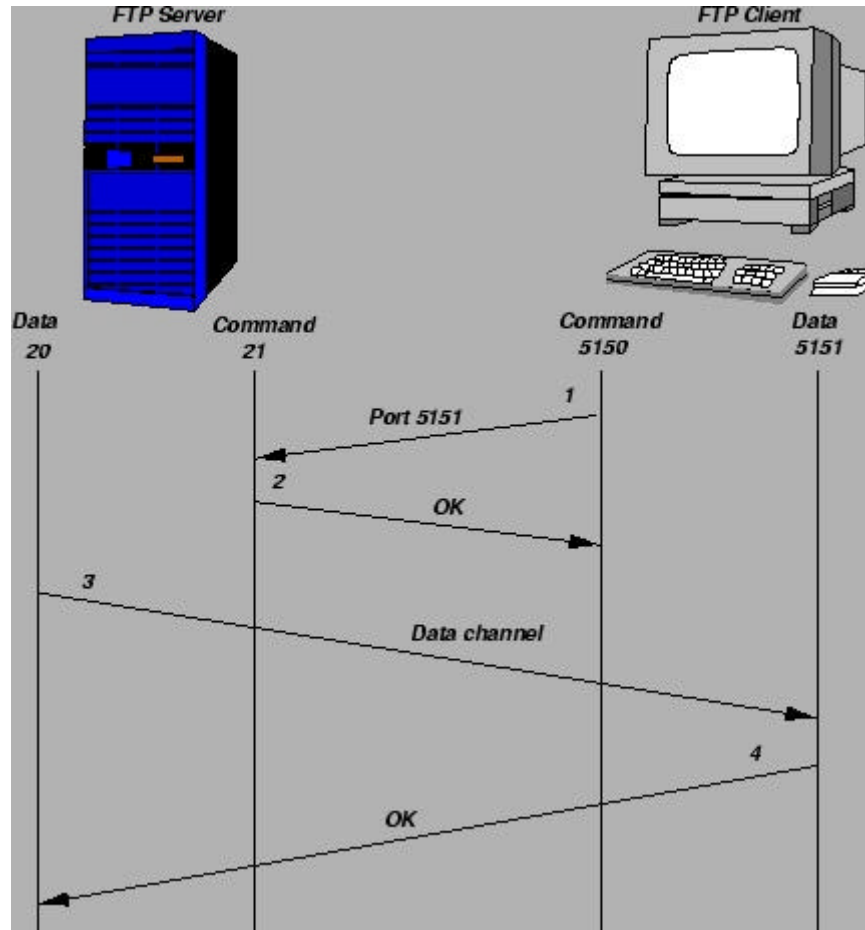 FTP Server
FTP Client
Data
20
Command
21
Command
5150
Data
5151
1
Port 5151
2
OK
3
Data channel
4
OK